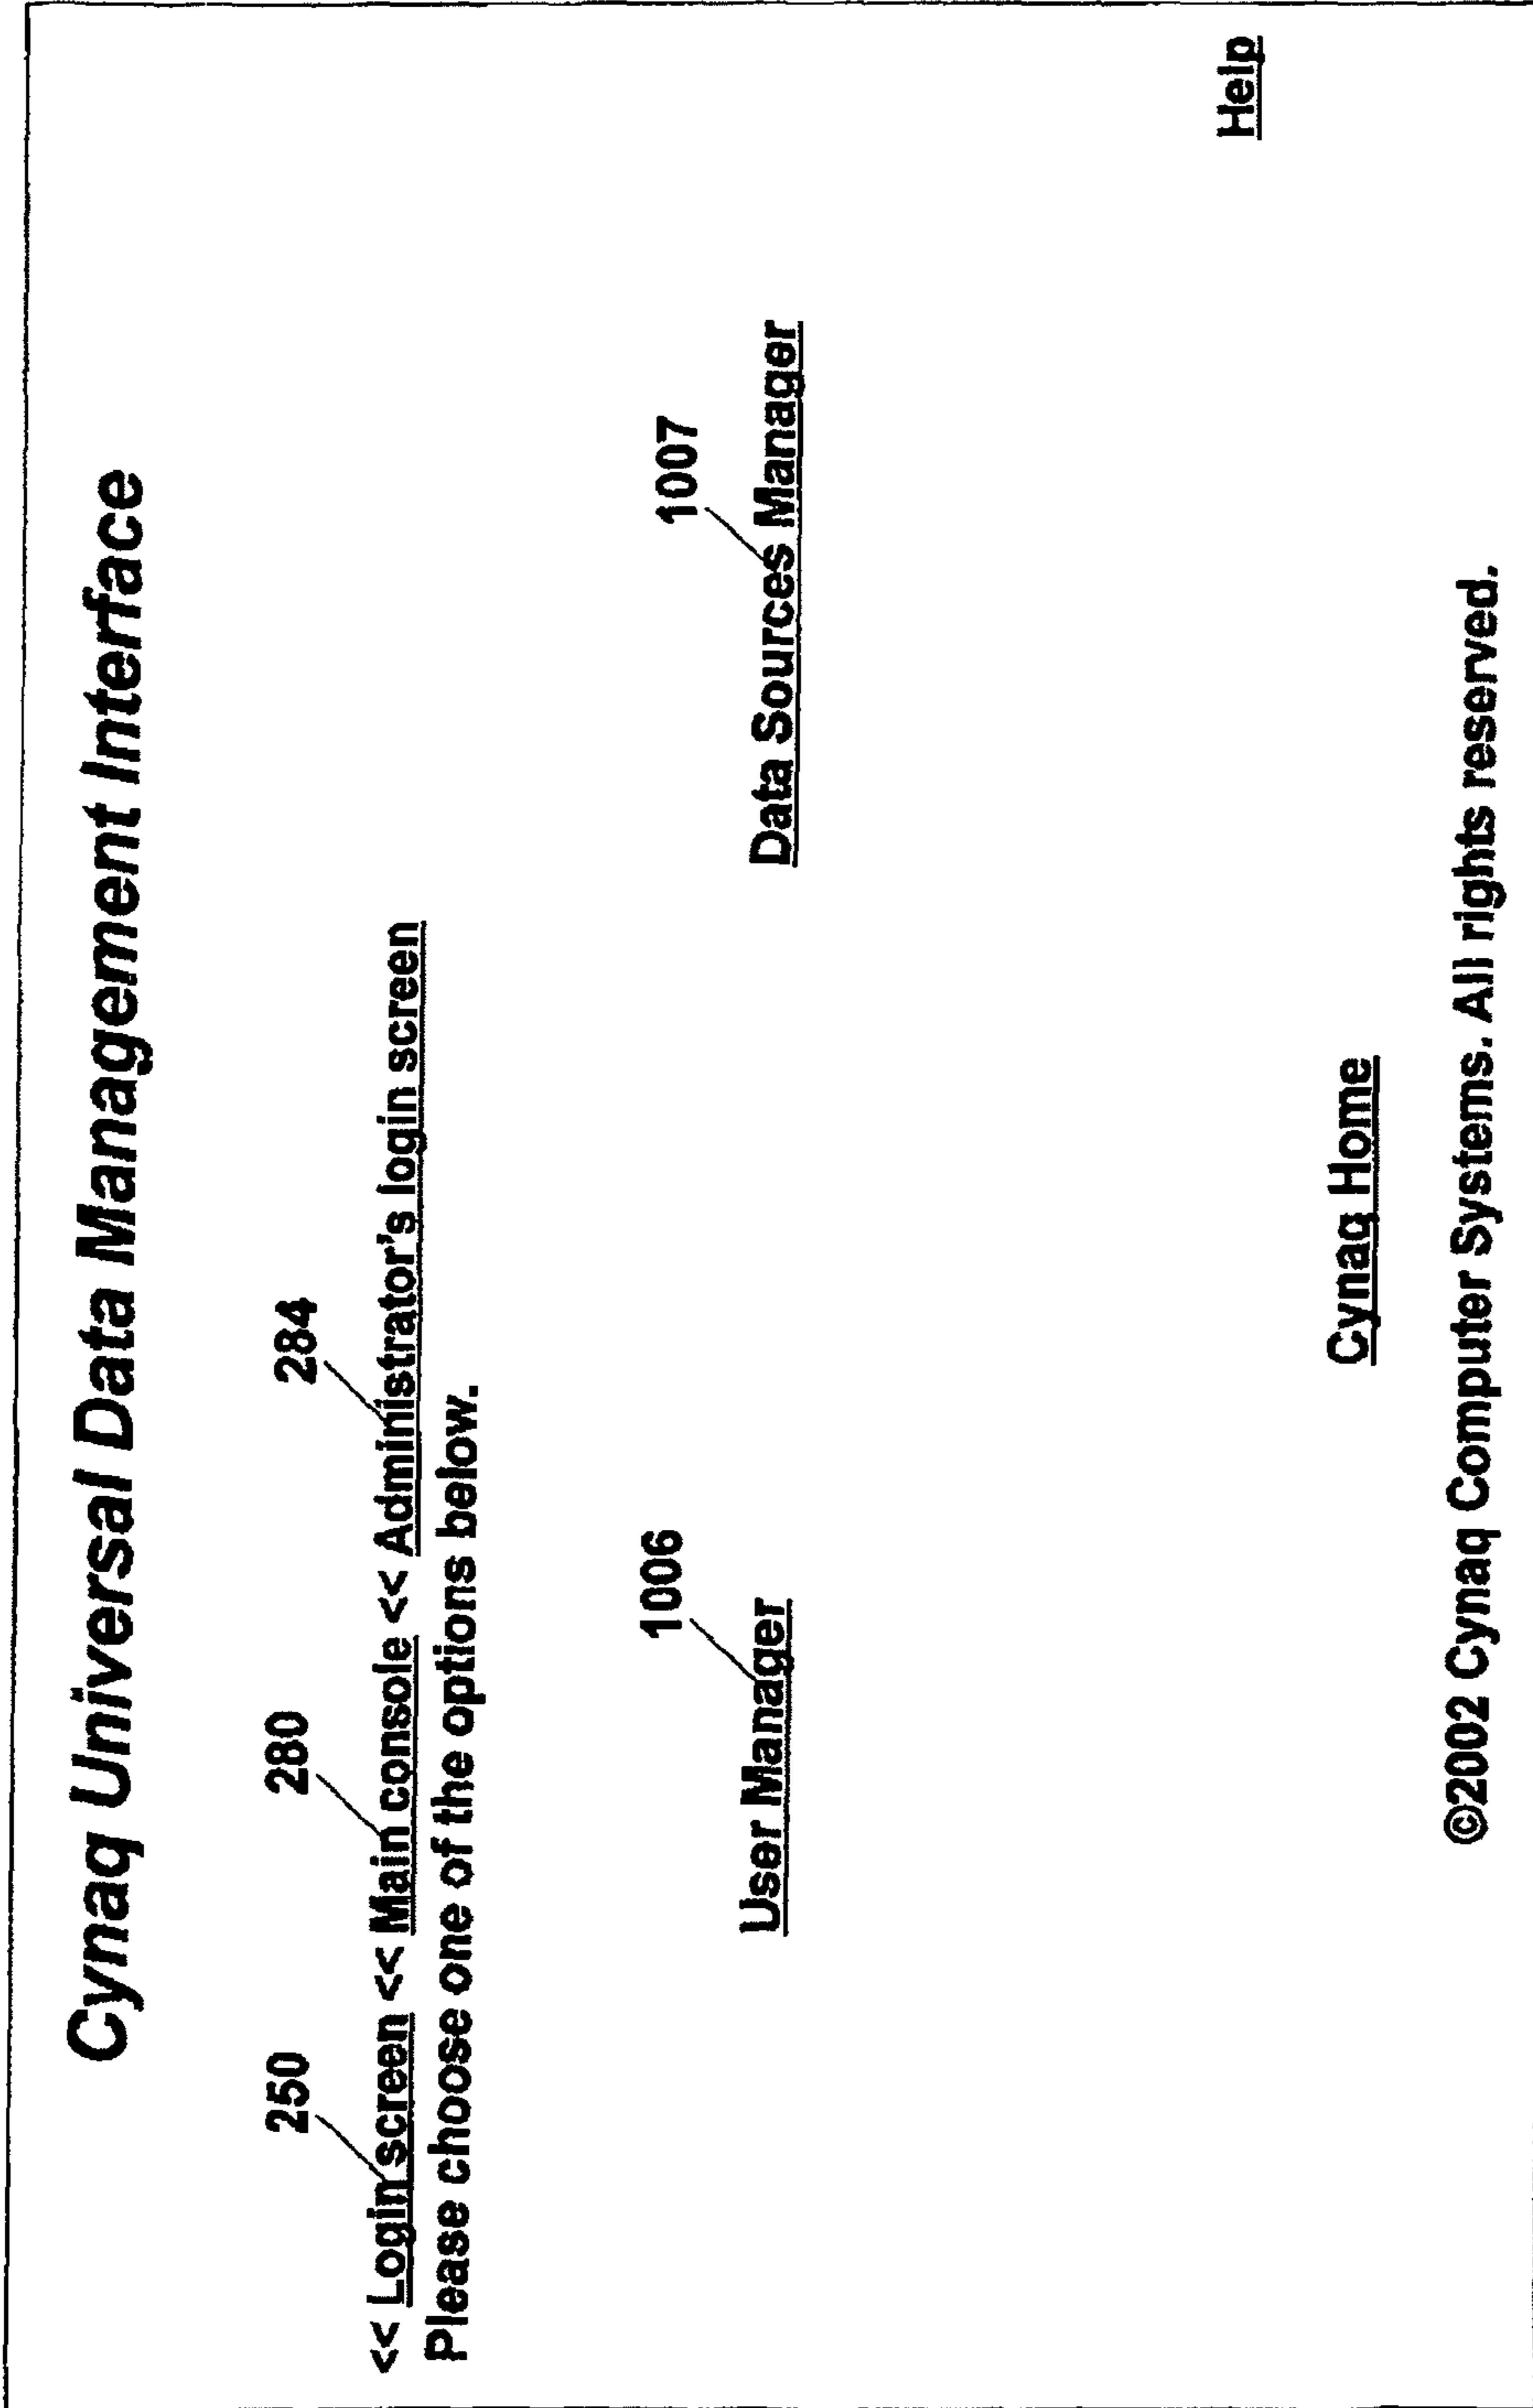 Cynaq Universal Data Management Interface
250 280 284
<< Login screen << Main console << Administrator's login screen
Please choose one of the options below.
1006 1007
User Manager Data Sources Manager
Help
Cynaq Home
©2002 Cynaq Computer Systems. All rights reserved.